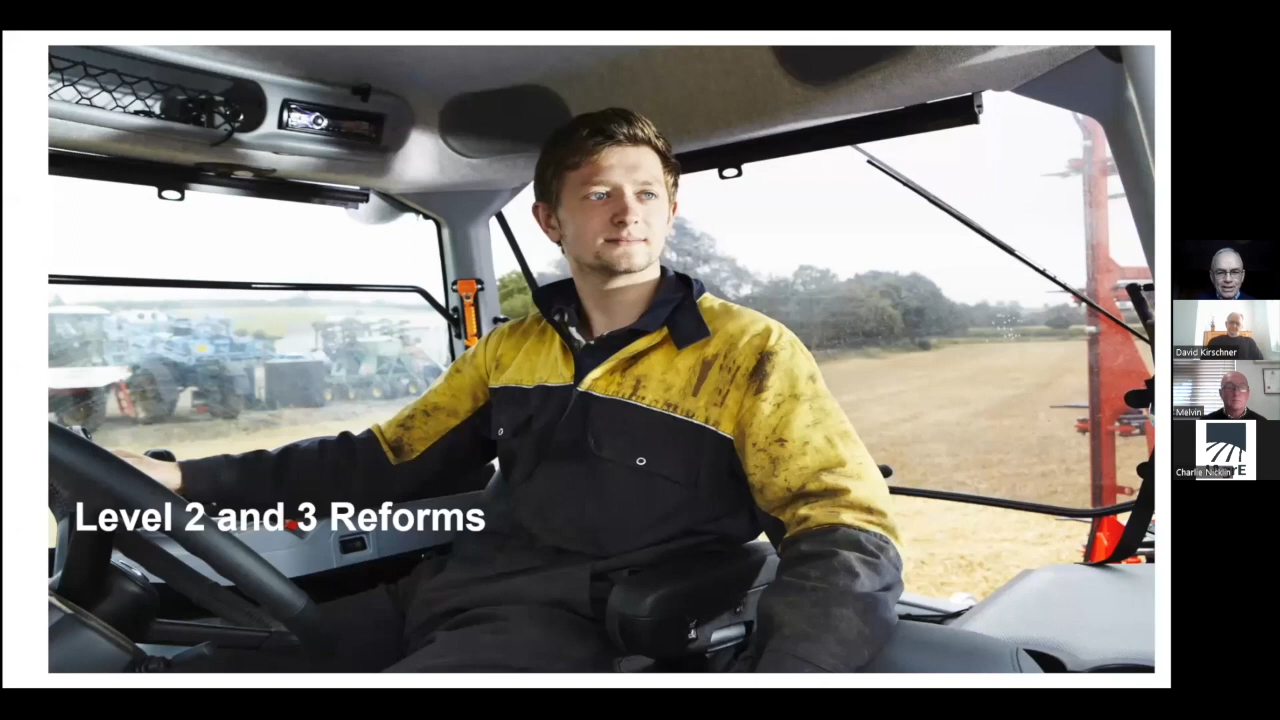 Level 2 and 3 Reforms
David Kirschner
Melvin
Charlie Nicklin